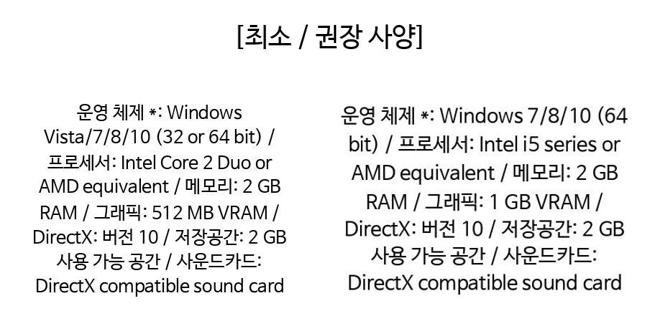 [최소 / 권장 사양]
운영 체제 *: Windows
Vista/7/8/10 (32 or 64 bit) /
프로세서: Intel Core 2 Duo or
AMD equivalent / 메모리: 2 GB
RAM / 그래픽: 512 MB VRAM /
DirectX: 버전 10 / 저장공간: 2 GB
사용 가능 공간 / 사운드카드:
DirectX compatible sound card
운영 체제 *: Windows 7/8/10 (64
bit) / 프로세서: Intel i5 series or
AMD equivalent / 메모리: 2 GB
RAM / 그래픽: 1 GB VRAM /
DirectX: 버전 10 / 저장공간: 2 GB
사용 가능 공간 / 사운드카드:
DirectX compatible sound card